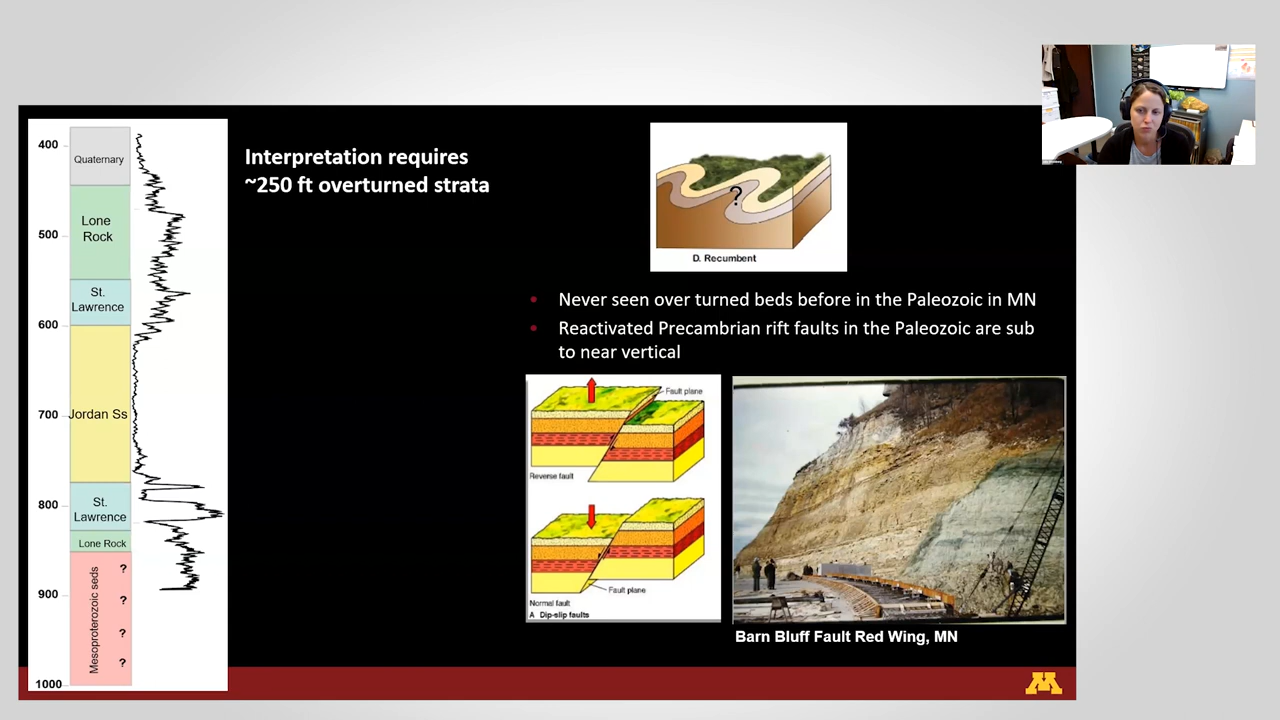 400
500
600
700
800
900
1000
Quaternary
Lone
Rock
St.
Lawrence
Jordan Ss
St.
Lawrence
Lone Rock
Mesoproterozoic seds
?
?
?
?
Interpretation requires
~250 ft overturned strata
?
D. Recumbent
• Never seen over turned beds before in the Paleozoic in MN
• Reactivated Precambrian rift faults in the Paleozoic are sub
to near vertical
Fault plane
Reverse fault
Fault plane
Normal fault
A Dip-slip faults
Barn Bluff Fault Red Wing, MN
M